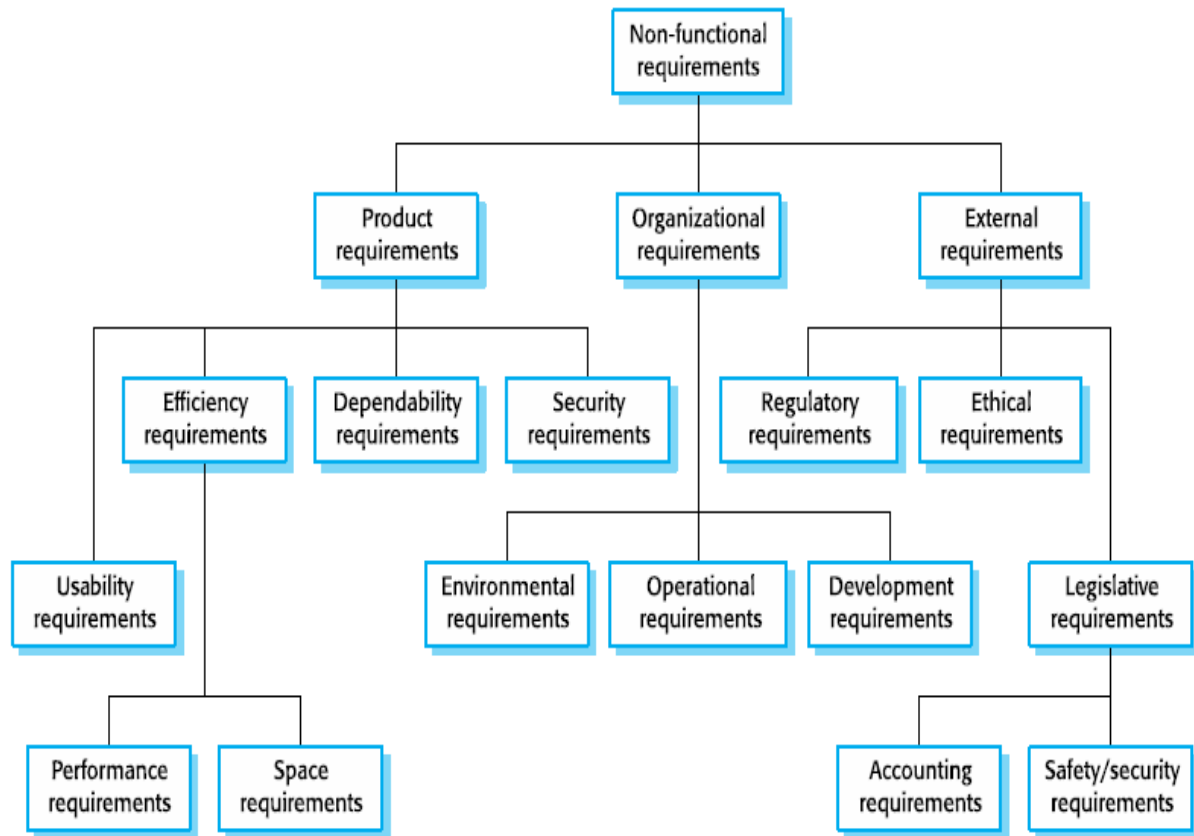 Non-functional
requirements
Product
requirements
Organizational
requirements
External
requirements
Efficiency
requirements
Dependability
requirements
Security
requirements
Regulatory
requirements
Ethical
requirements
Usability
requirements
Environmental
requirements
Operational
requirements
Development
requirements
Legislative
requirements
Performance
requirements
Space
requirements
Accounting
requirements
Safety/security
requirements